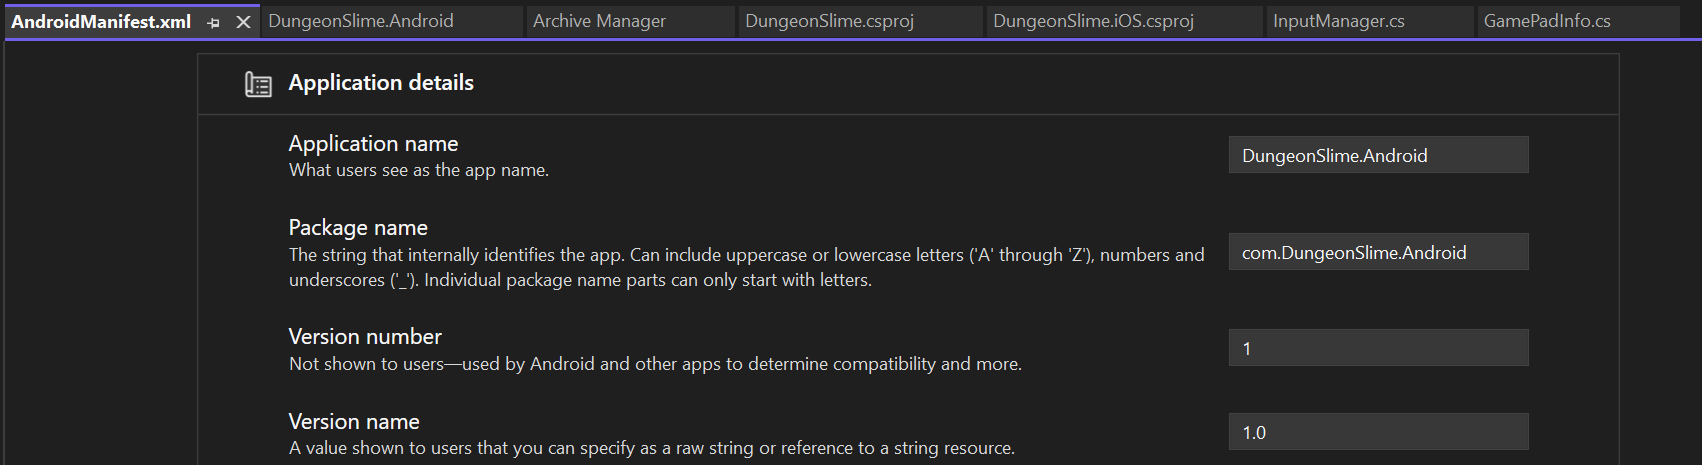 AndroidManifest.xml DungeonSlime.Android Archive Manager DungeonSlime.csproj DungeonSlime.iOS.csproj InputManager.cs GamePadInfo.cs
Application details
Application name
What users see as the app name.
DungeonSlime.Android
Package name
The string that internally identifies the app. Can include uppercase or lowercase letters ('A' through 'Z'), numbers and
underscores ('_'). Individual package name parts can only start with letters.
com.DungeonSlime.Android
Version number
Not shown to users—used by Android and other apps to determine compatibility and more.
1
Version name
A value shown to users that you can specify as a raw string or reference to a string resource.
1.0